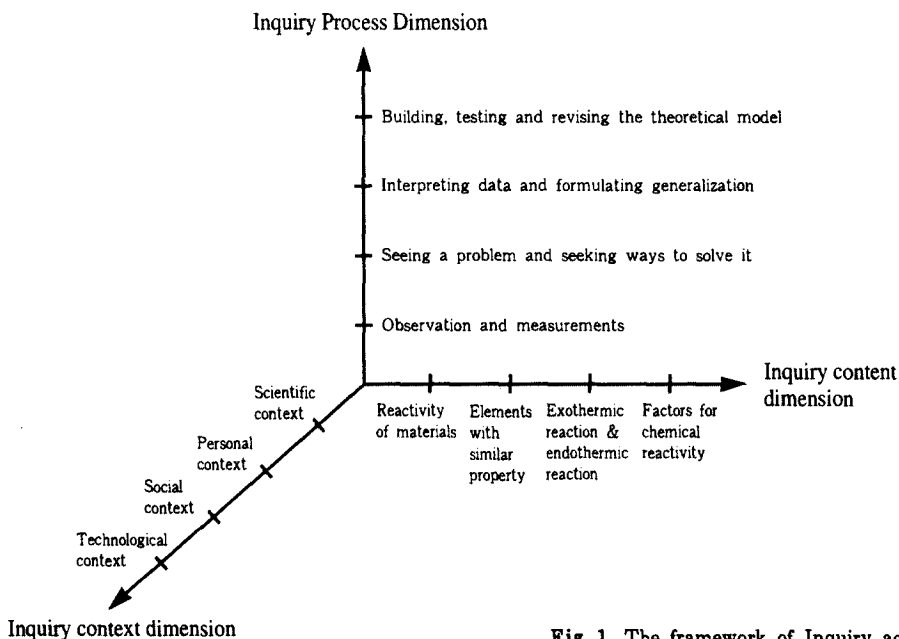 Inquiry Process Dimension
Building, testing and revising the theoretical model
Interpreting data and formulating generalization
Seeing a problem and seeking ways to solve it
Observation and measurements
Inquiry content
dimension
Reactivity
of materials
Elements
with
similar
property
Exothermic
reaction &
endothermic
reaction
Factors for
chemical
reactivity
Scientific
context
Personal
context
Social
context
Technological
context
Inquiry context dimension
Fig. 1. The framework of Inquiry